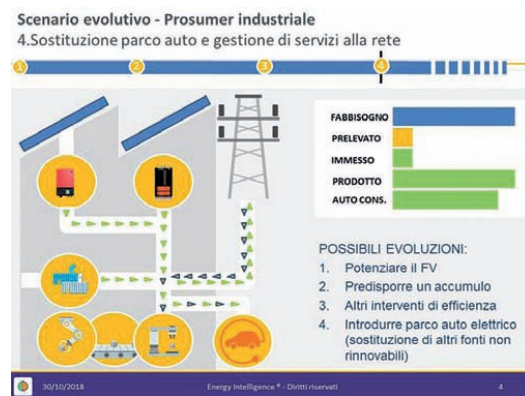 Scenario evolutivo - Prosumer industriale
4.Sostituzione parco auto e gestione di servizi alla rete
1 2 3 4
FABBISOGNO
PRELEVATO
IMMESSO
PRODOTTO
AUTO CONS.
POSSIBILI EVOLUZIONI:
1. Potenziare il FV
2. Predisporre un accumulo
3. Altri interventi di efficienza
4. Introdurre parco auto elettrico
(sostituzione di altri fonti non
rinnovabili)
30/10/2018 Energy Intelligence ® - Diritti riservati 4